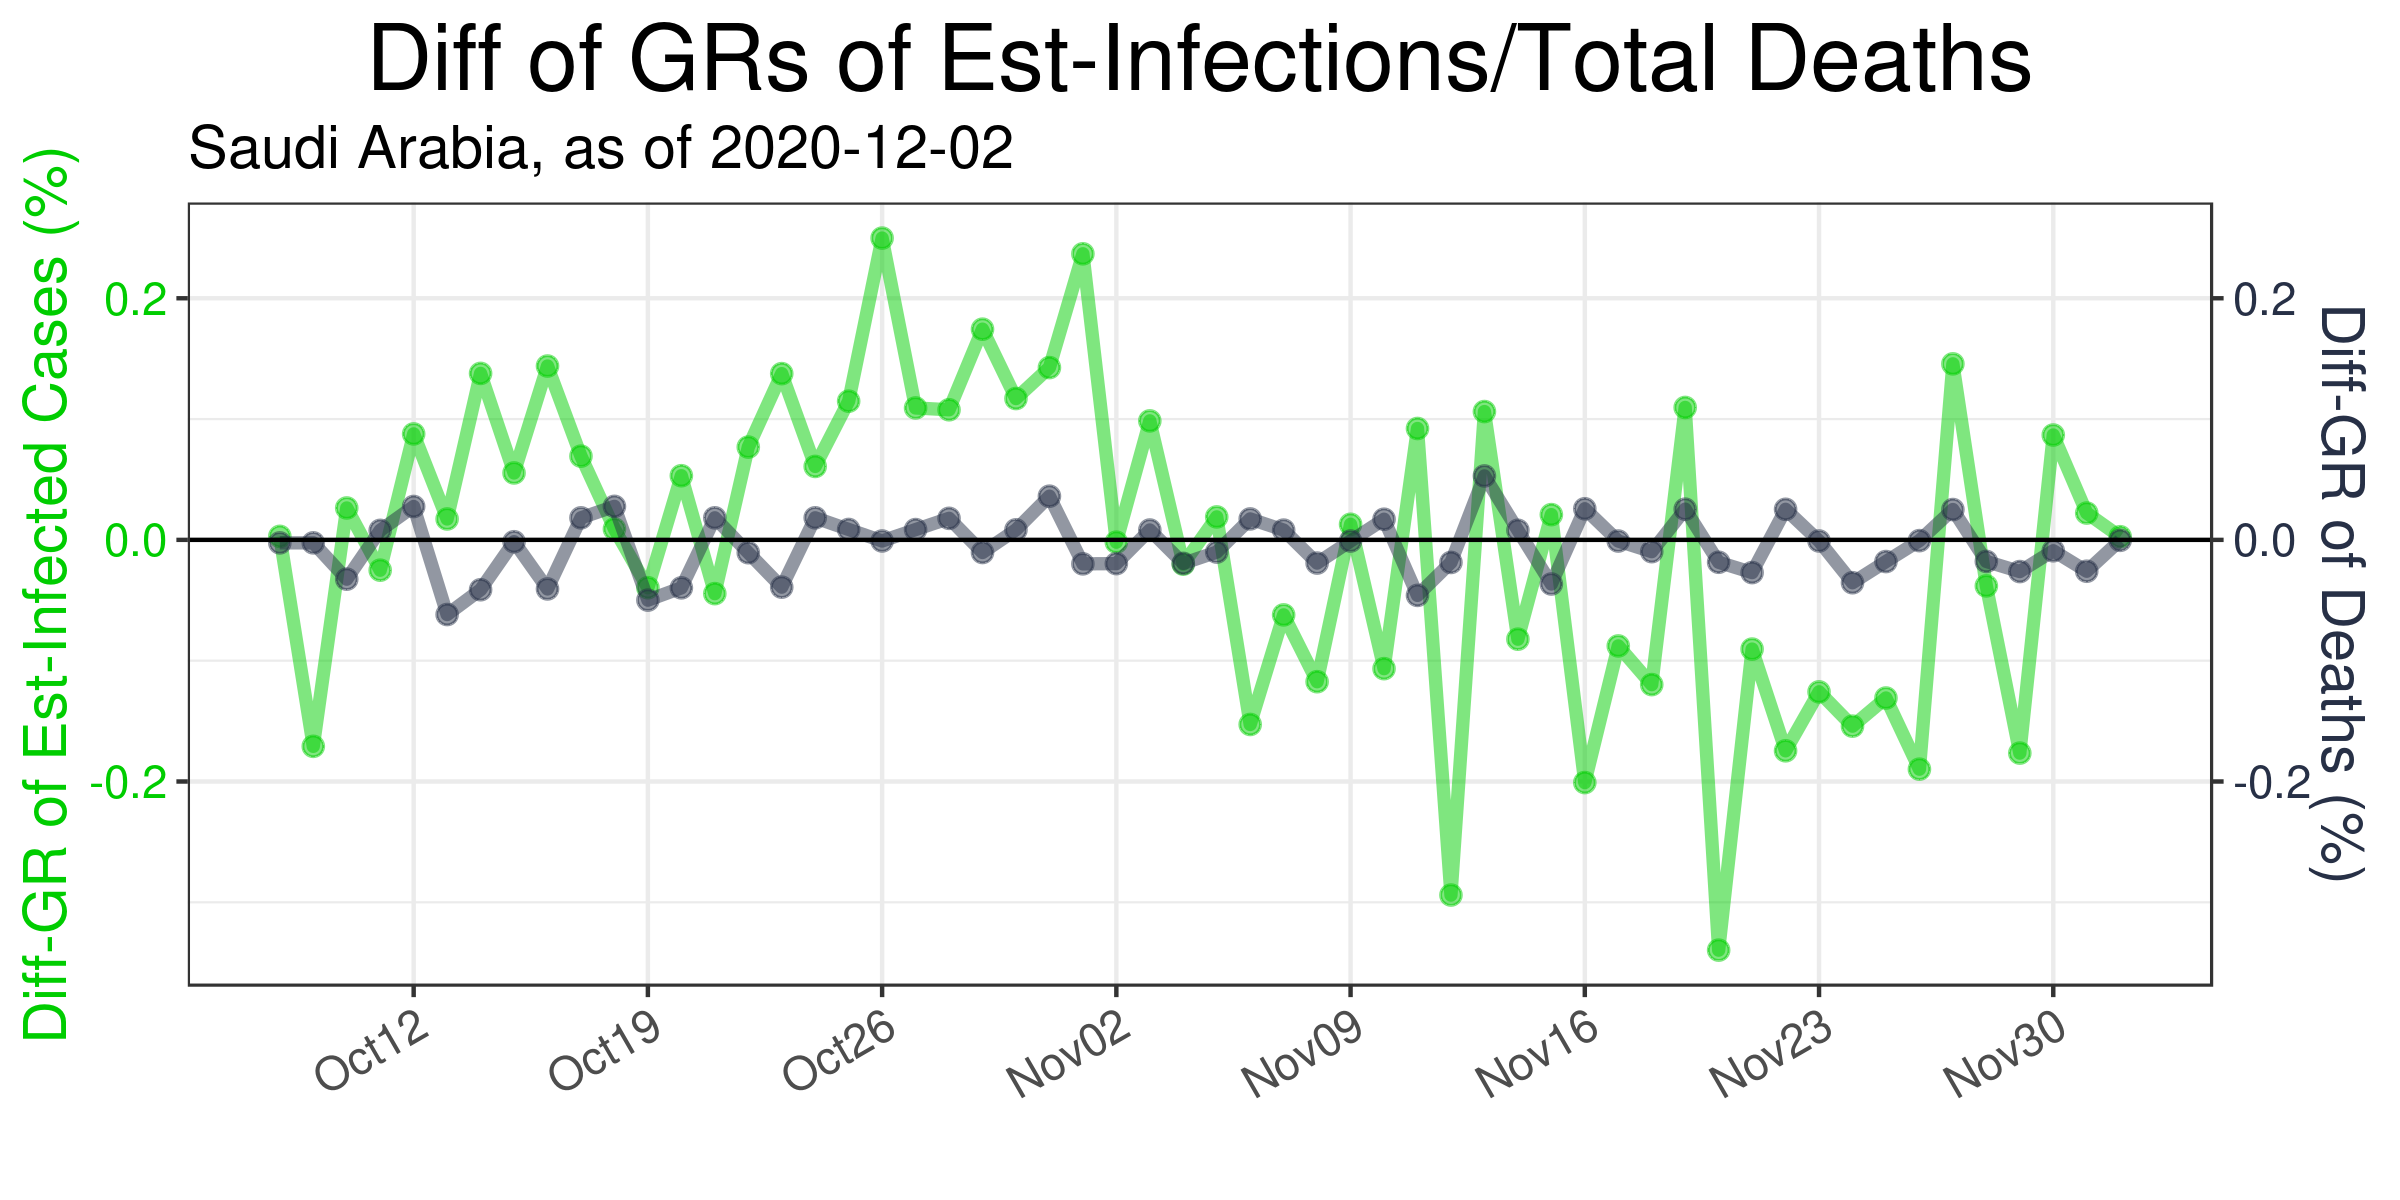 Diff of GRs of Est-Infections/Total Deaths
Saudi Arabia, as of 2020-12-02
Diff-GR of Est-Infected Cases (%)
0.2
0.0
-0.2
0.2
0.0
-0.2
Diff-GR of Deaths (%)
Oct12
Oct19
Oct26
Nov02
Nov09
Nov16
Nov23
Nov30